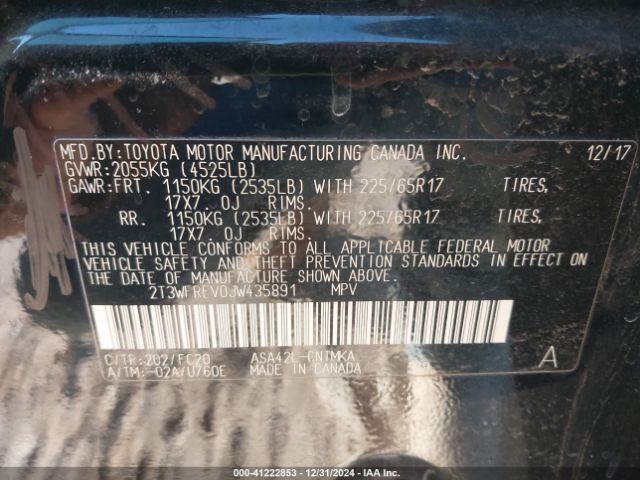 MFD.BY:TOYOTA MOTOR MANUFACTURING CANADA INC. 12/17
GVWR:2055KG (4525LB)
GAWR:FRT. 1150KG (2535LB) WITH 225/65R17 TIRES,
17X7.0J RIMS.
RR. 1150KG (2535LB) WITH 225/65R17 TIRES,
17X7.0J RIMS.
THIS VEHICLE CONFORMS TO ALL APPLICABLE FEDERAL MOTOR
VEHICLE SAFETY AND THEFT PREVENTION STANDARDS IN EFFECT ON
THE DATE OF MANUFACTURE SHOWN ABOVE.
2T3WFREV0JW435891 MPV
C/TR:202/FC20 ASA42L-GNTMKA A
A/TM:-02A/U760E MADE IN CANADA
000-41222853 - 12/31/2024 - IAA Inc.